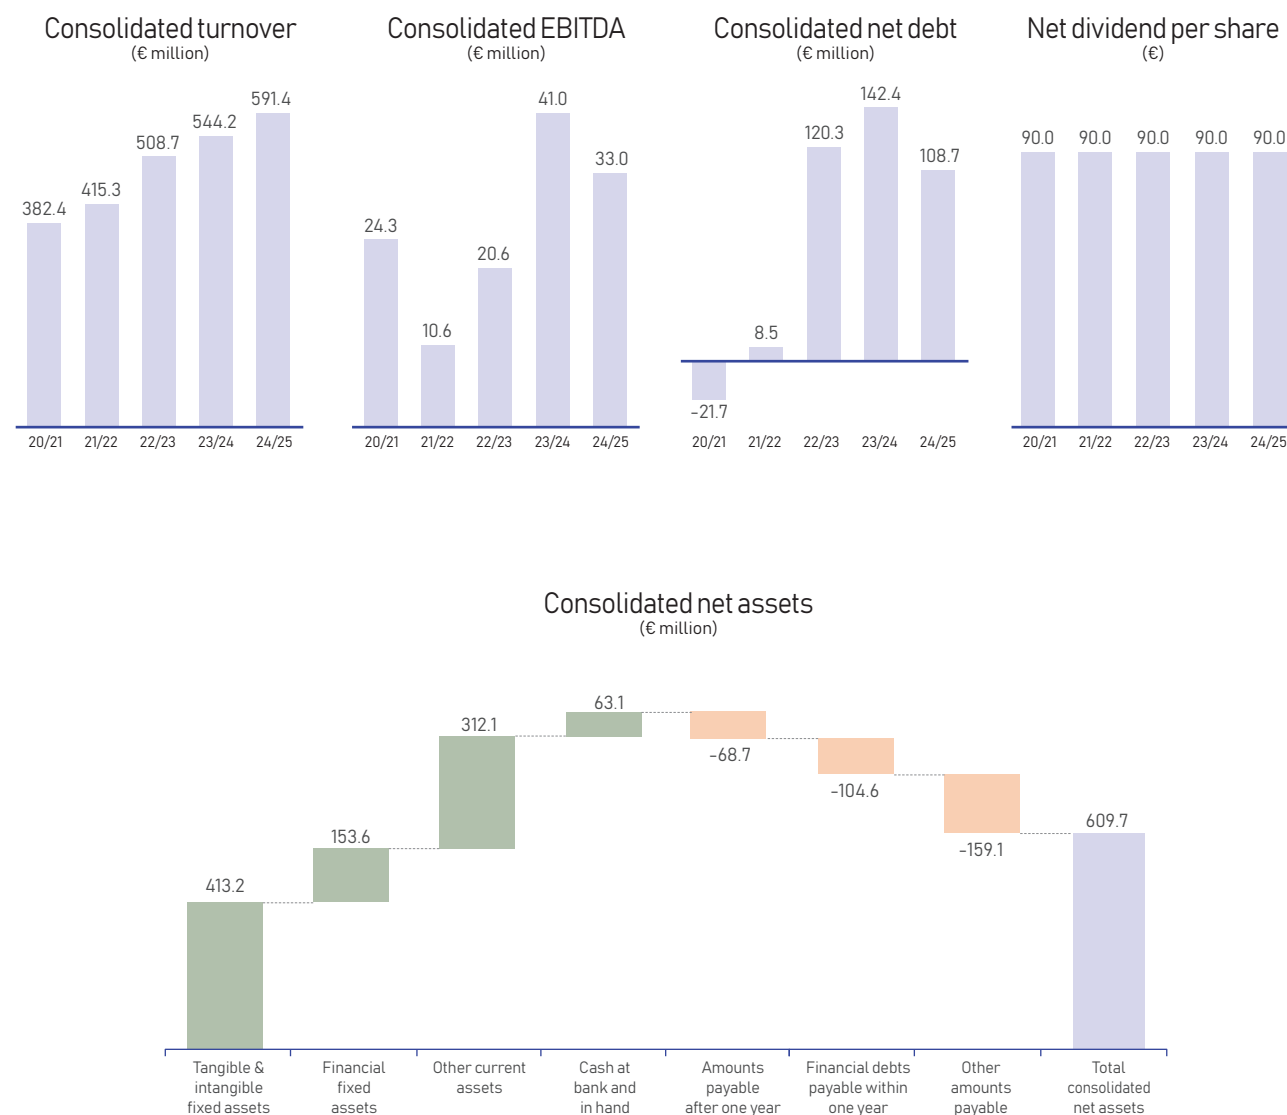 Consolidated turnover
(€ million)
382.4
415.3
508.7
544.2
591.4
20/21
21/22
22/23
23/24
24/25
Consolidated EBITDA
(€ million)
24.3
10.6
20.6
41.0
33.0
20/21
21/22
22/23
23/24
24/25
Consolidated net debt
(€ million)
-21.7
8.5
120.3
142.4
108.7
20/21
21/22
22/23
23/24
24/25
Net dividend per share
(€)
90.0
90.0
90.0
90.0
90.0
20/21
21/22
22/23
23/24
24/25
Consolidated net assets
(€ million)
413.2
153.6
312.1
63.1
-68.7
-104.6
-159.1
609.7
Tangible &
intangible
fixed assets
Financial
fixed
assets
Other current
assets
Cash at
bank and
in hand
Amounts
payable
after one year
Financial debts
payable within
one year
Other
amounts
payable
Total
consolidated
net assets